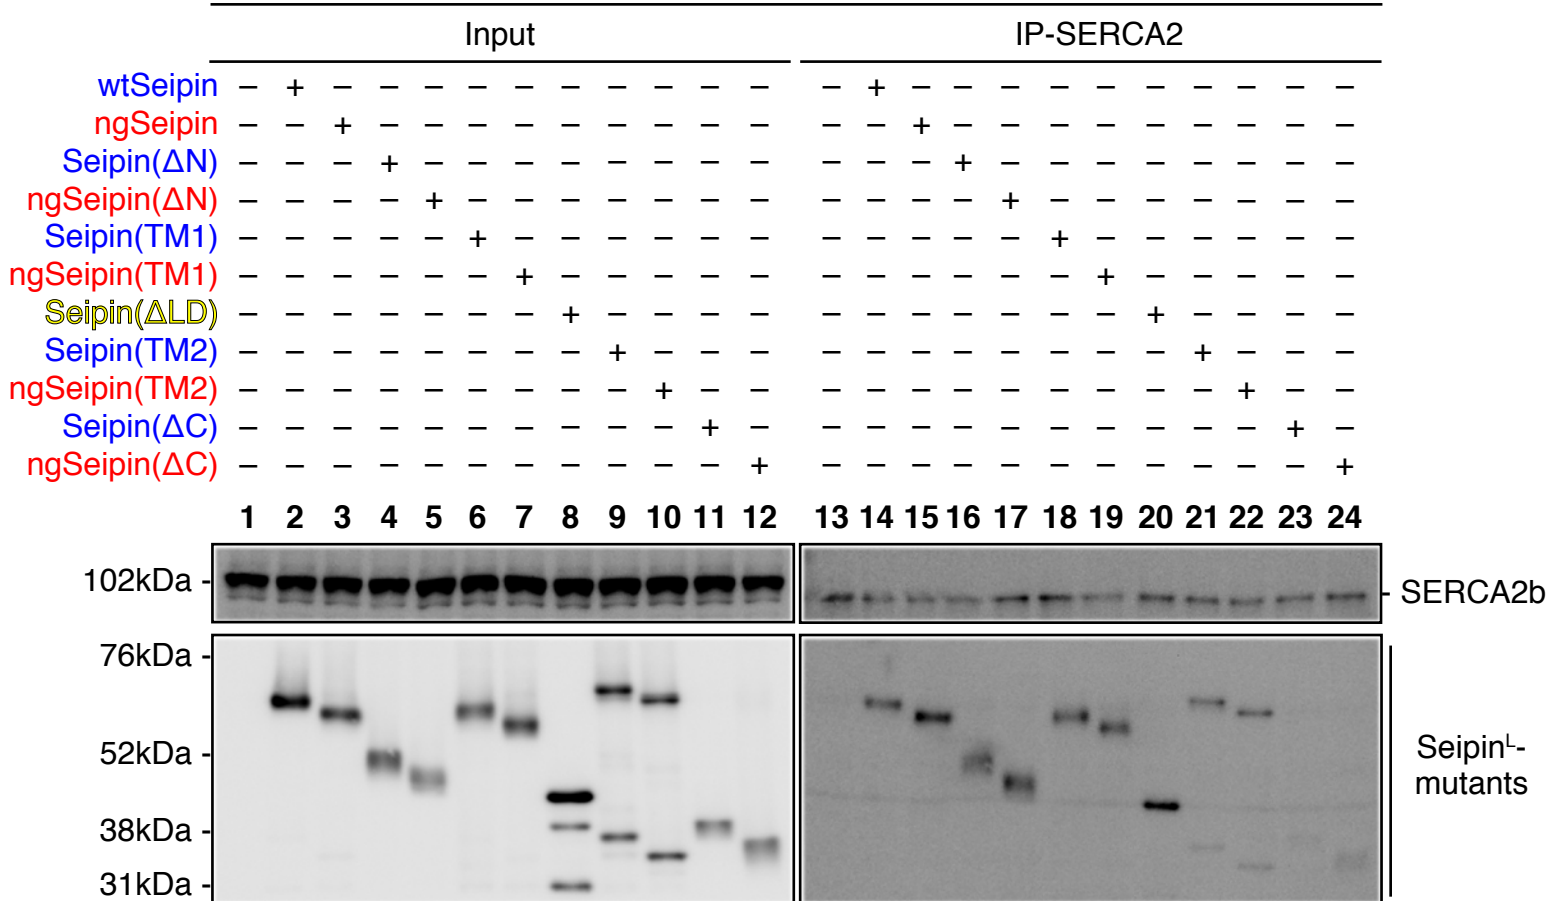 Input IP-SERCA2
wtSeipin – + – – – – – – – – – – – + – – – – – – – – – –
ngSeipin – – + – – – – – – – – – – – + – – – – – – – – –
Seipin(ΔN) – – – + – – – – – – – – – – – + – – – – – – – –
ngSeipin(ΔN) – – – – + – – – – – – – – – – – + – – – – – – –
Seipin(TM1) – – – – – + – – – – – – – – – – – + – – – – – –
ngSeipin(TM1) – – – – – – + – – – – – – – – – – – + – – – – –
Seipin(ΔLD) – – – – – – – + – – – – – – – – – – – + – – – –
Seipin(TM2) – – – – – – – – + – – – – – – – – – – – + – – –
ngSeipin(TM2) – – – – – – – – – + – – – – – – – – – – – + – –
Seipin(ΔC) – – – – – – – – – – + – – – – – – – – – – – + –
ngSeipin(ΔC) – – – – – – – – – – – + – – – – – – – – – – – +
1 2 3 4 5 6 7 8 9 10 11 12 13 14 15 16 17 18 19 20 21 22 23 24
102kDa - - SERCA2b
76kDa -
52kDa -
38kDa -
31kDa -
Seipinᴸ-
mutants